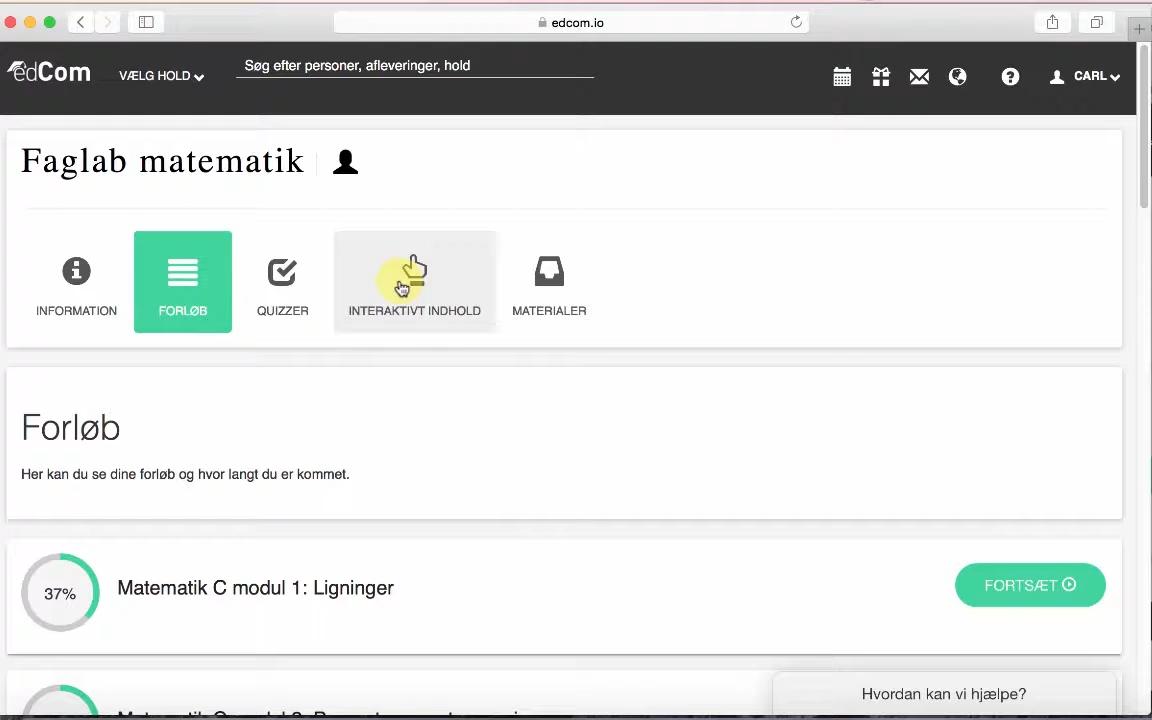 edcom.io
edCom
VÆLG HOLD
Søg efter personer, afleveringer, hold
CARL
Faglab matematik
INFORMATION
FORLØB
QUIZZER
INTERAKTIVT INDHOLD
MATERIALER
Forløb
Her kan du se dine forløb og hvor langt du er kommet.
37%
Matematik C modul 1: Ligninger
FORTSÆT
Hvordan kan vi hjælpe?